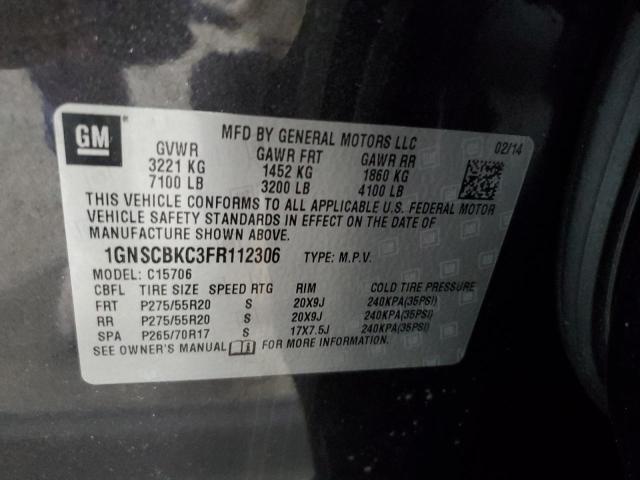 GM ®
MFD BY GENERAL MOTORS LLC 02/14
GVWR GAWR FRT GAWR RR
3221 KG 1452 KG 1860 KG
7100 LB 3200 LB 4100 LB
THIS VEHICLE CONFORMS TO ALL APPLICABLE U.S. FEDERAL MOTOR
VEHICLE SAFETY STANDARDS IN EFFECT ON THE DATE OF
MANUFACTURE SHOWN ABOVE.
1GNSCBKC3FR112306 TYPE: M.P.V.
MODEL: C15706
CBFL TIRE SIZE SPEED RTG RIM COLD TIRE PRESSURE
FRT P275/55R20 S 20X9J 240KPA(35PSI)
RR P275/55R20 S 20X9J 240KPA(35PSI)
SPA P265/70R17 S 17X7.5J 240KPA(35PSI)
SEE OWNER'S MANUAL FOR MORE INFORMATION.